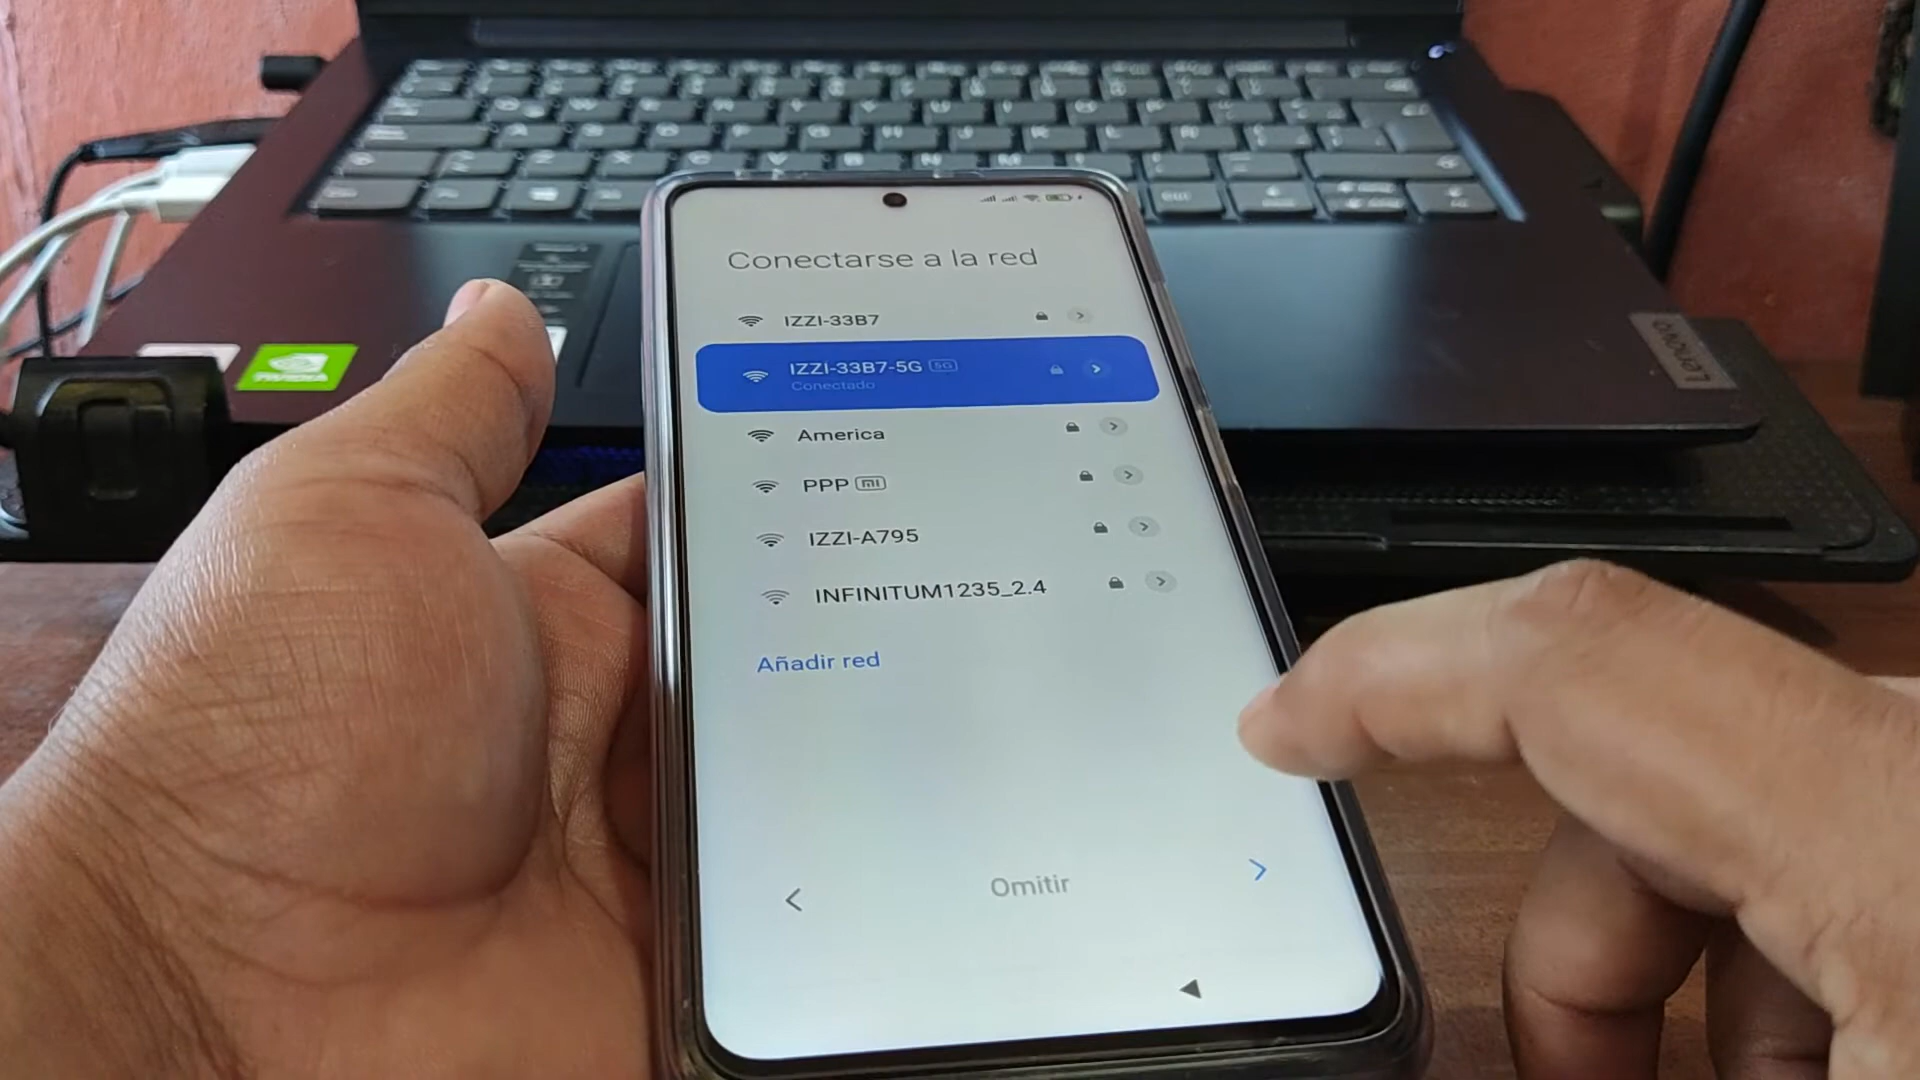 Conectarse a la red
IZZI-33B7
IZZI-33B7-5G 5G
Conectado
America
PPP mi
IZZI-A795
INFINITUM1235_2.4
Añadir red
Omitir
NVIDIA
Lenovo